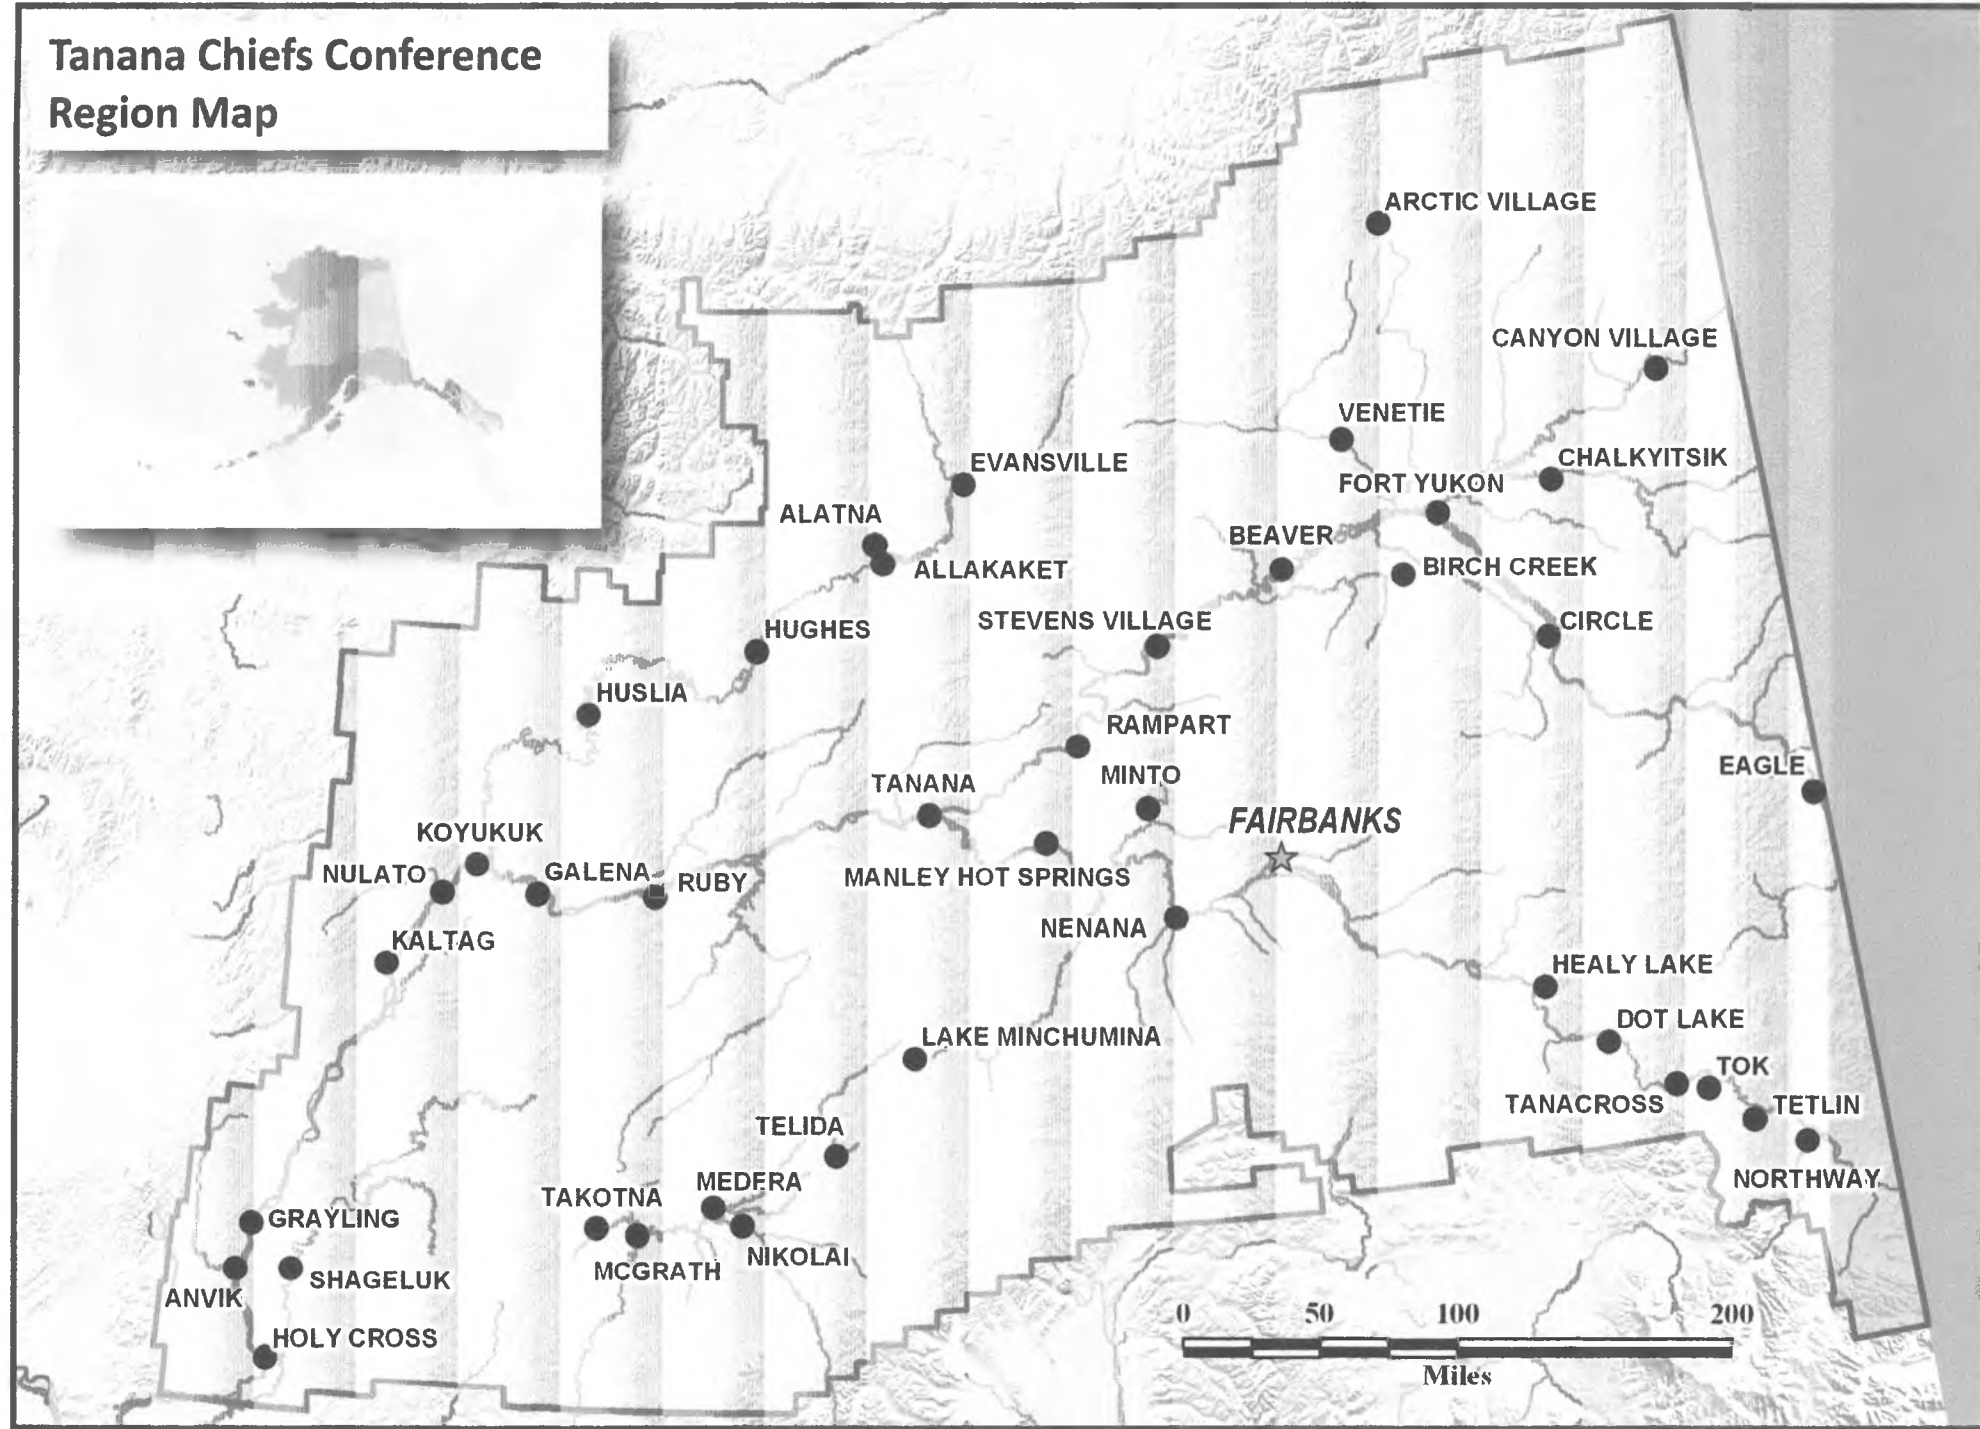 Tanana Chiefs Conference
Region Map
ARCTIC VILLAGE
CANYON VILLAGE
VENETIE
EVANSVILLE
CHALKYITSIK
FORT YUKON
ALATNA
BEAVER
ALLAKAKET
BIRCH CREEK
STEVENS VILLAGE
CIRCLE
HUGHES
HUSLIA
RAMPART
EAGLE
MINTO
TANANA
FAIRBANKS
KOYUKUK
NULATO
GALENA
RUBY
MANLEY HOT SPRINGS
NENANA
KALTAG
HEALY LAKE
DOT LAKE
LAKE MINCHUMINA
TOK
TANACROSS
TETLIN
TELIDA
NORTHWAY
MEDFRA
TAKOTNA
GRAYLING
NIKOLAI
MCGRATH
SHAGELUK
ANVIK
HOLY CROSS
0 50 100 200
Miles